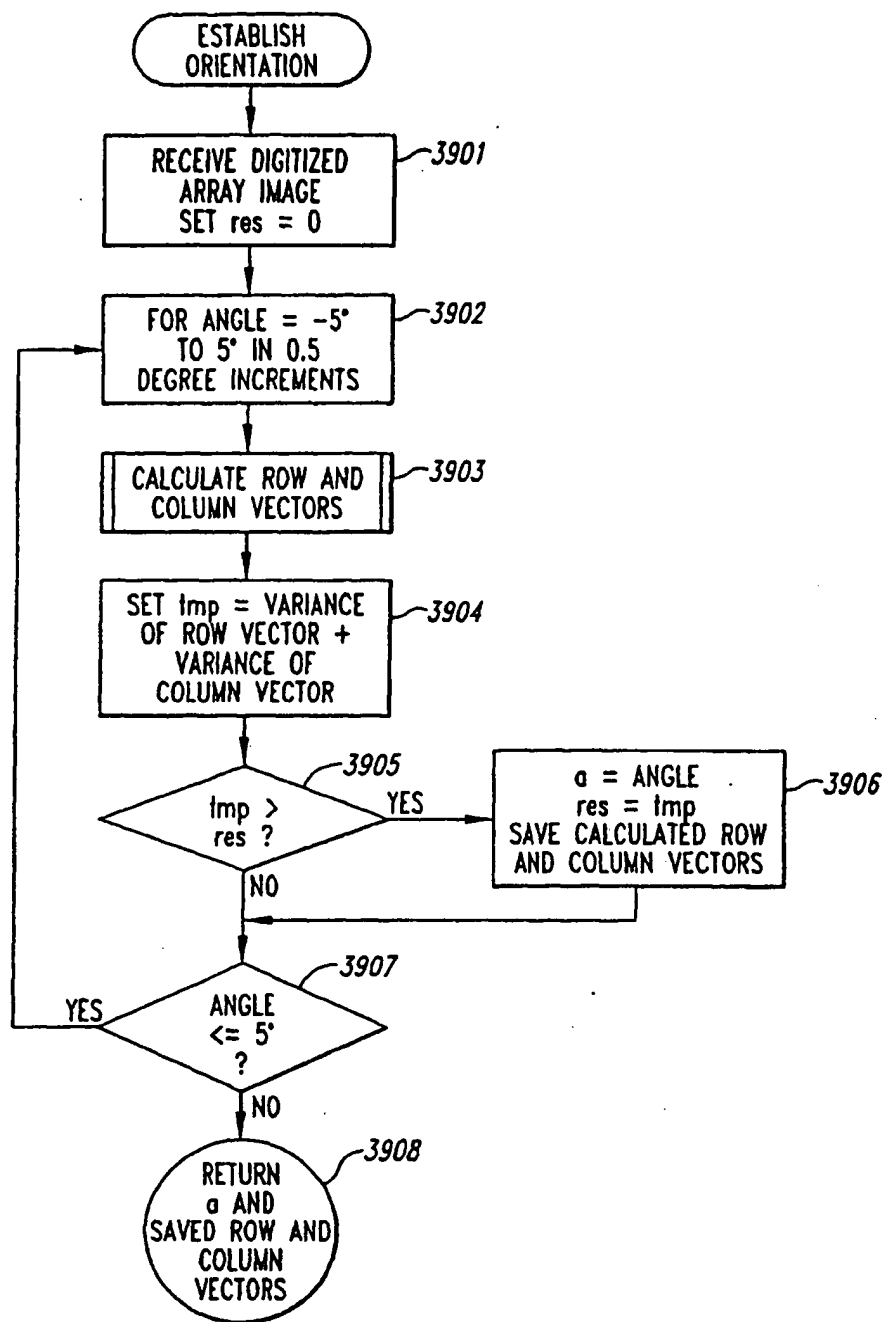 ESTABLISH
ORIENTATION
RECEIVE DIGITIZED
ARRAY IMAGE
SET res = 0
3901
FOR ANGLE = -5°
TO 5° IN 0.5
DEGREE INCREMENTS
3902
CALCULATE ROW AND
COLUMN VECTORS
3903
SET tmp = VARIANCE
OF ROW VECTOR +
VARIANCE OF
COLUMN VECTOR
3904
tmp >
res ?
3905
YES
NO
a = ANGLE
res = tmp
SAVE CALCULATED ROW
AND COLUMN VECTORS
3906
ANGLE
<= 5°
?
3907
YES
NO
RETURN
a AND
SAVED ROW AND
COLUMN
VECTORS
3908